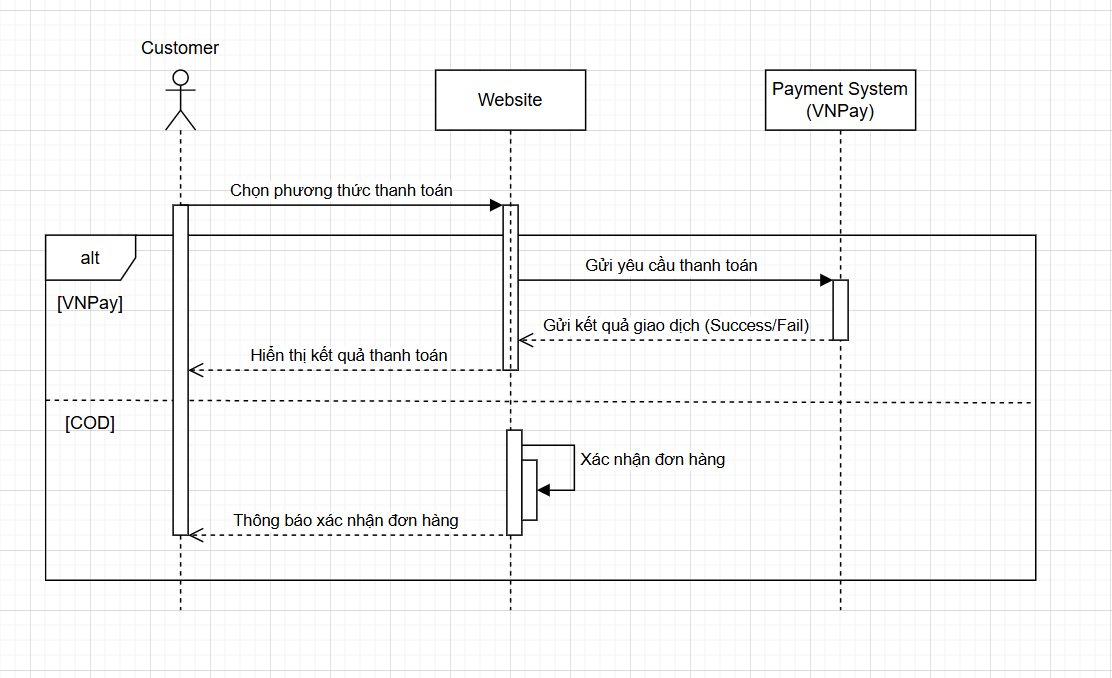 Customer
Website
Payment System
(VNPay)
Chọn phương thức thanh toán
alt
Gửi yêu cầu thanh toán
[VNPay]
Gửi kết quả giao dịch (Success/Fail)
Hiển thị kết quả thanh toán
[COD]
Xác nhận đơn hàng
Thông báo xác nhận đơn hàng